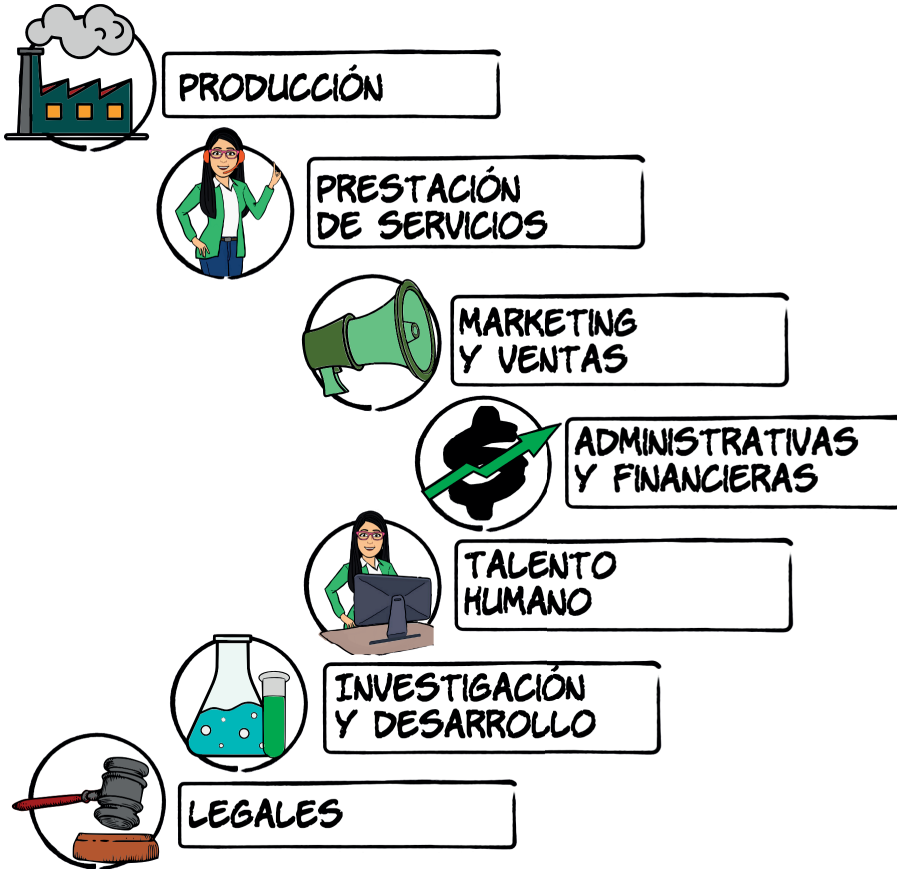 PRODUCCIÓN
PRESTACIÓN
DE SERVICIOS
MARKETING
Y VENTAS
ADMINISTRATIVAS
Y FINANCIERAS
TALENTO
HUMANO
INVESTIGACIÓN
Y DESARROLLO
LEGALES